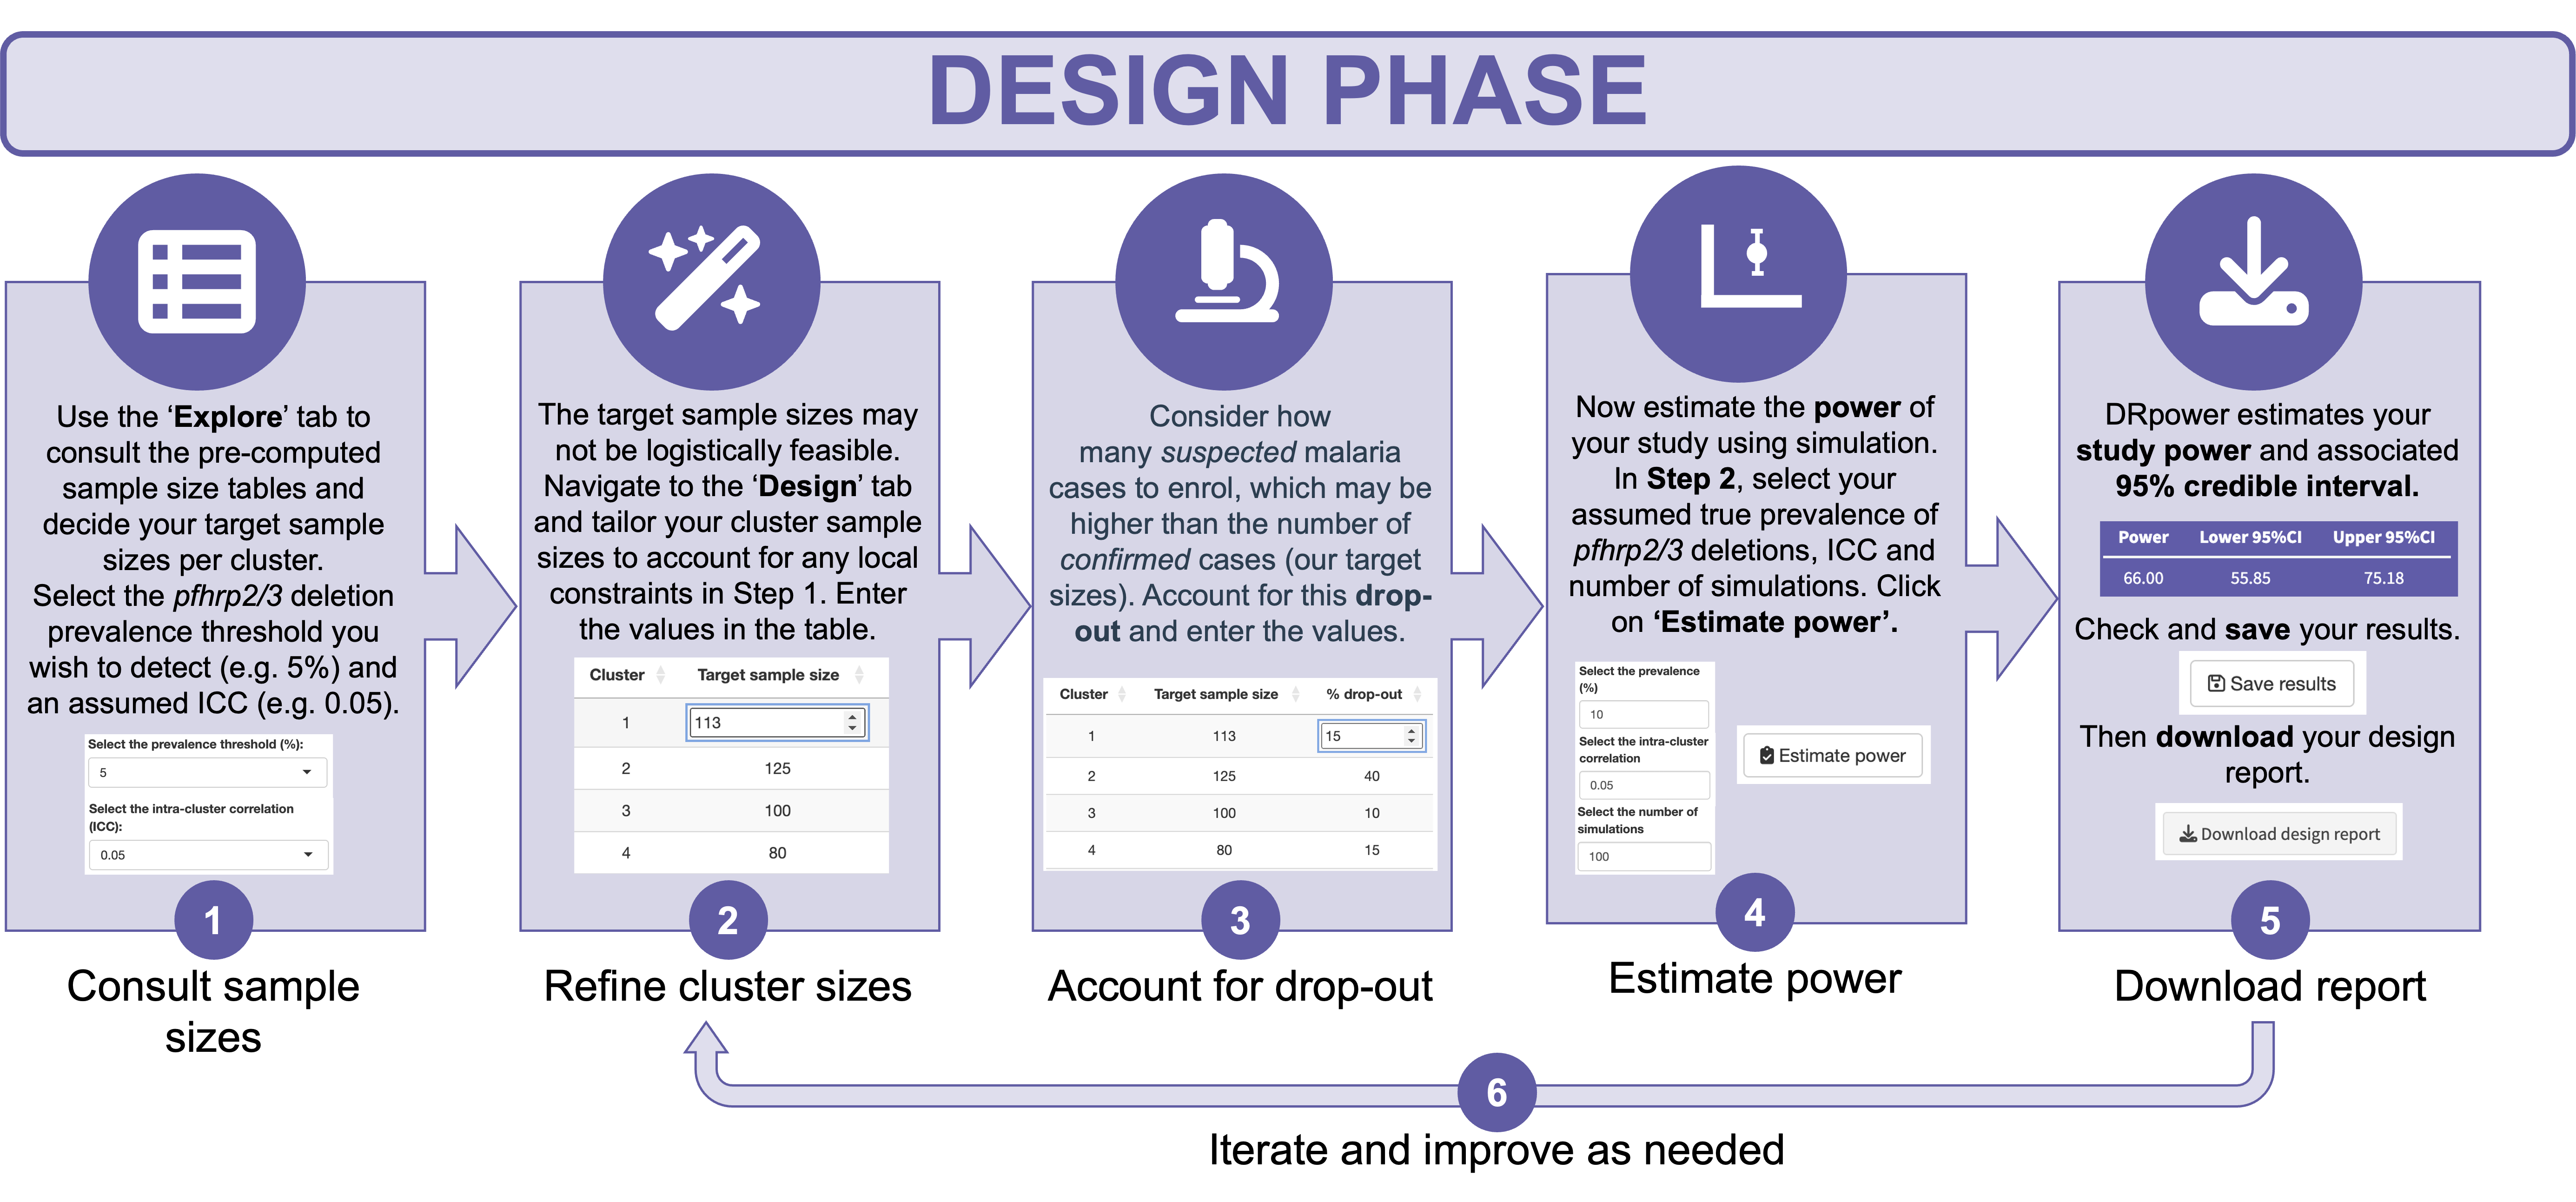 DESIGN PHASE
Use the ‘Explore’ tab to
consult the pre-computed
sample size tables and
decide your target sample
sizes per cluster.
Select the pfhrp2/3 deletion
prevalence threshold you
wish to detect (e.g. 5%) and
an assumed ICC (e.g. 0.05).
Select the prevalence threshold (%):
5
Select the intra-cluster correlation
(ICC):
0.05
1
Consult sample
sizes
The target sample sizes may
not be logistically feasible.
Navigate to the ‘Design’ tab
and tailor your cluster sample
sizes to account for any local
constraints in Step 1. Enter
the values in the table.
Cluster Target sample size
1 113
2 125
3 100
4 80
2
Refine cluster sizes
Consider how
many suspected malaria
cases to enrol, which may be
higher than the number of
confirmed cases (our target
sizes). Account for this drop-
out and enter the values.
Cluster Target sample size % drop-out
1 113 15
2 125 40
3 100 10
4 80 15
3
Account for drop-out
Now estimate the power of
your study using simulation.
In Step 2, select your
assumed true prevalence of
pfhrp2/3 deletions, ICC and
number of simulations. Click
on ‘Estimate power’.
Select the prevalence
(%)
10
Select the intra-cluster
correlation
0.05
Select the number of
simulations
100
Estimate power
4
Estimate power
DRpower estimates your
study power and associated
95% credible interval.
Power Lower 95%CI Upper 95%CI
66.00 55.85 75.18
Check and save your results.
Save results
Then download your design
report.
Download design report
5
Download report
6
Iterate and improve as needed